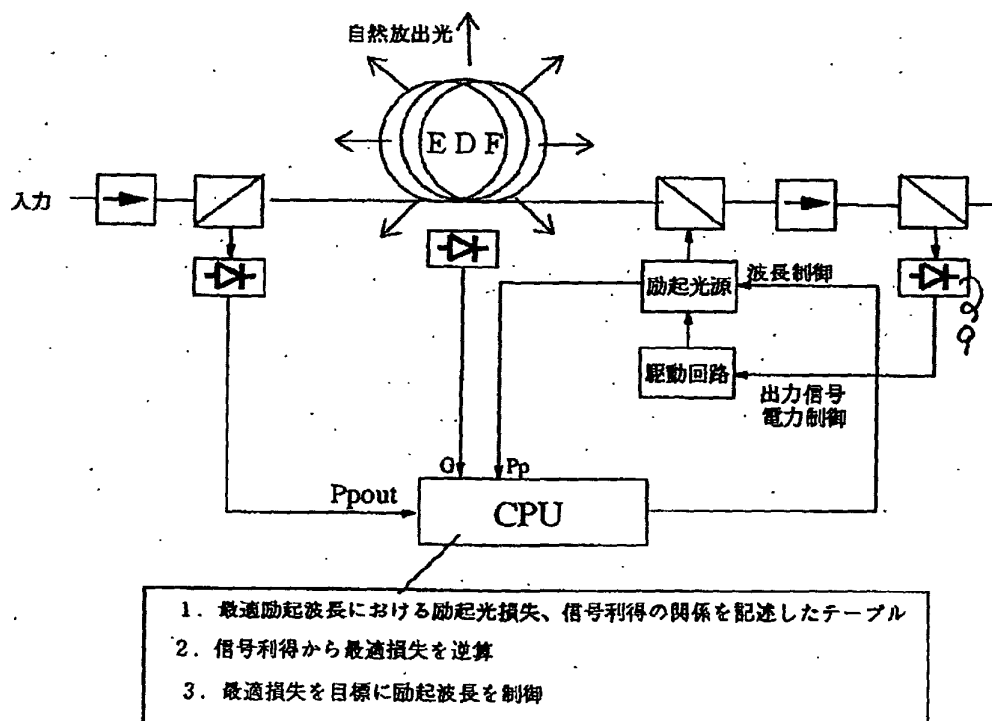 自然放出光
EDF
入力
励起光源
波長制御
29
駆動回路
出力信号
電力制御
G
Pp
Ppout
CPU
1. 最適励起波長における励起光損失、信号利得の関係を記述したテーブル
2. 信号利得から最適損失を逆算
3. 最適損失を目標に励起波長を制御